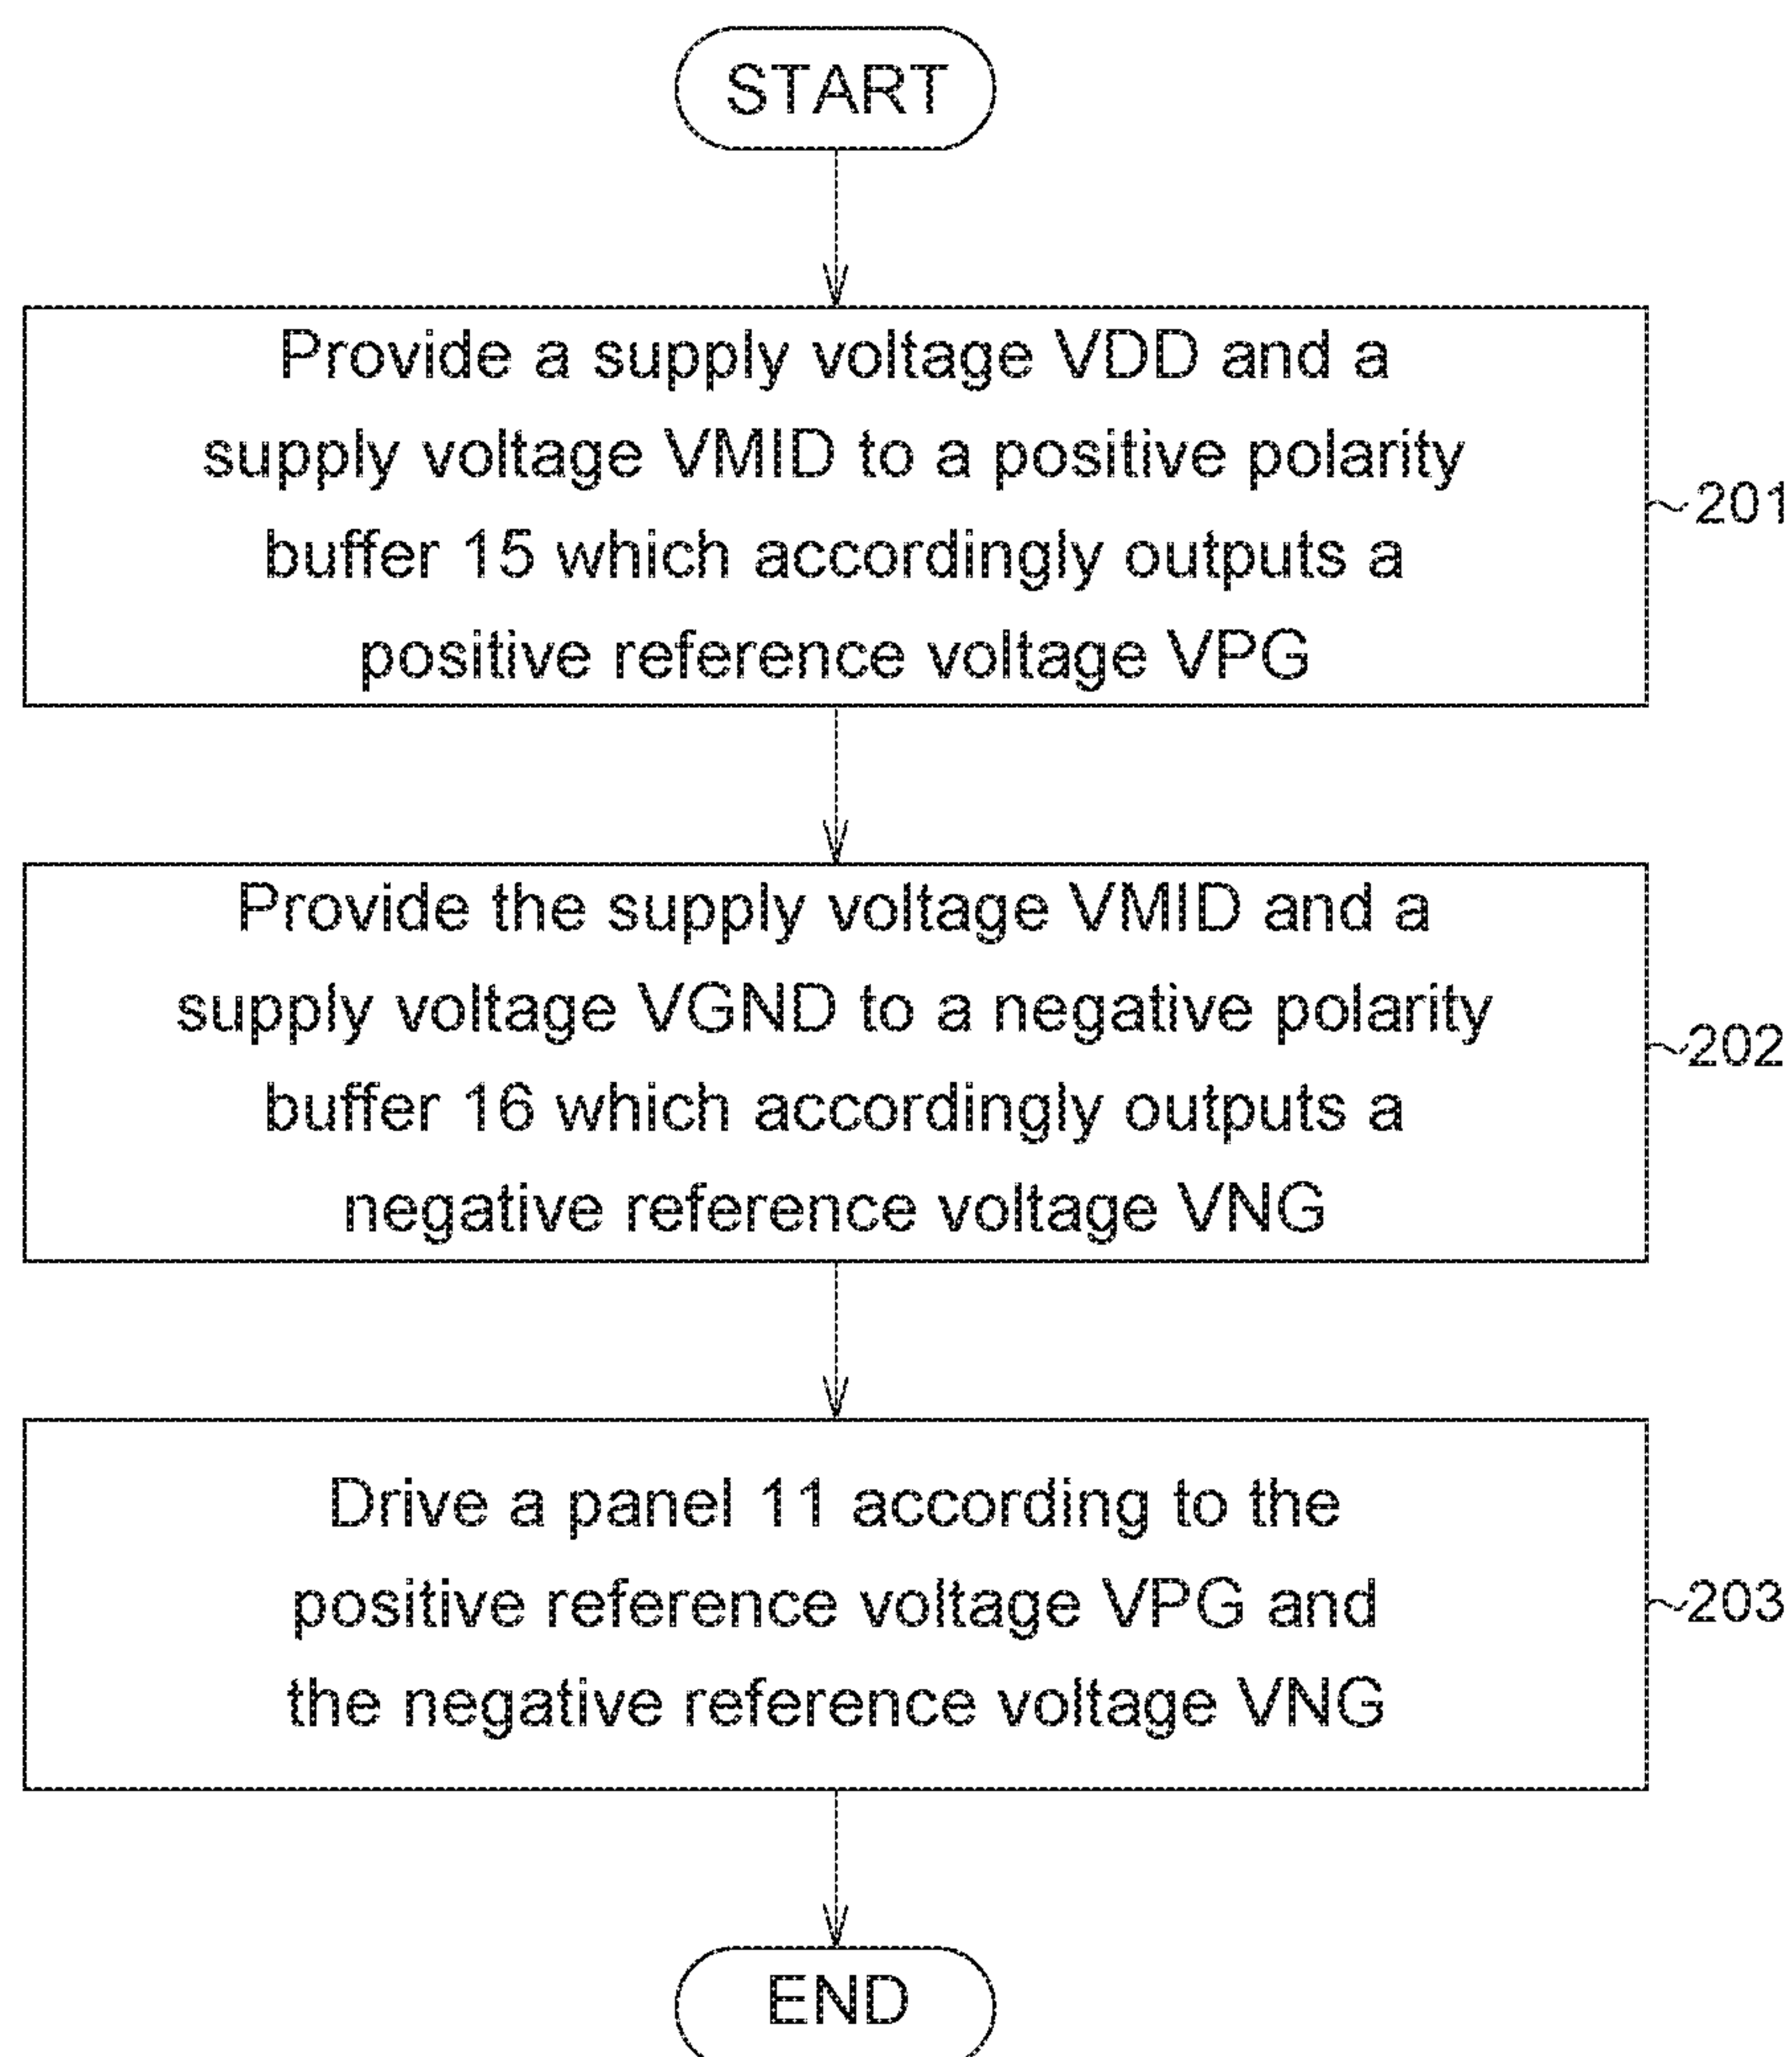 START
Provide a supply voltage VDD and a
supply voltage VMID to a positive polarity
buffer 15 which accordingly outputs a
positive reference voltage VPG
201
Provide the supply voltage VMID and a
supply voltage VGND to a negative polarity
buffer 16 which accordingly outputs a
negative reference voltage VNG
202
Drive a panel 11 according to the
positive reference voltage VPG and
the negative reference voltage VNG
203
END